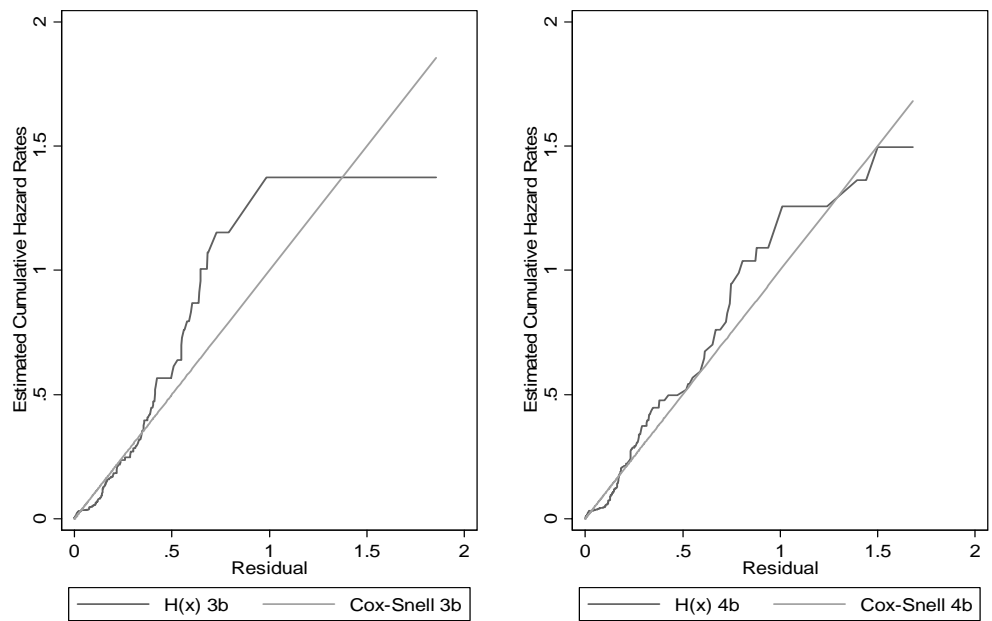 2
1.5
1
.5
0
Estimated Cumulative Hazard Rates
0
.5
1
1.5
2
Residual
H(x) 3b
Cox-Snell 3b
2
1.5
1
.5
0
Estimated Cumulative Hazard Rates
0
.5
1
1.5
2
Residual
H(x) 4b
Cox-Snell 4b